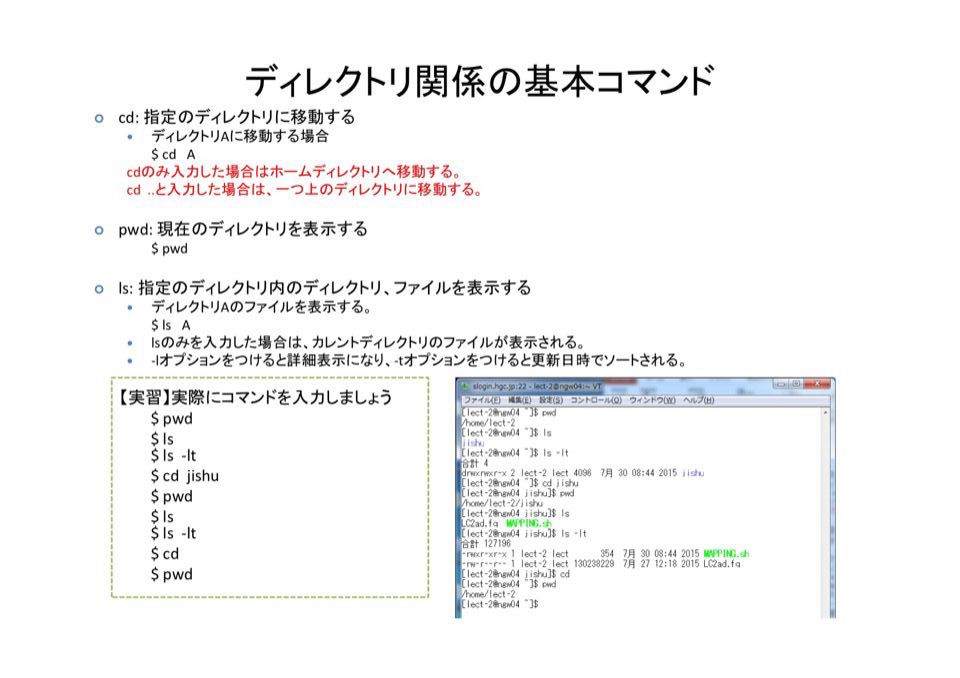 ディレクトリ関係の基本コマンド
cd: 指定のディレクトリに移動する
ディレクトリAに移動する場合
$ cd A
cdのみ入力した場合はホームディレクトリへ移動する。
cd ..と入力した場合は、一つ上のディレクトリに移動する。
pwd: 現在のディレクトリを表示する
$ pwd
ls: 指定のディレクトリ内のディレクトリ、ファイルを表示する
ディレクトリAのファイルを表示する。
$ ls A
lsのみを入力した場合は、カレントディレクトリのファイルが表示される。
-lオプションをつけると詳細表示になり、-tオプションをつけると更新日時でソートされる。
【実習】実際にコマンドを入力しましょう
$ pwd
$ ls
$ ls -lt
$ cd jishu
$ pwd
$ ls
$ ls -lt
$ cd
$ pwd
slogin.hgc.jp:22 - lect-2@ngw04:~ VT
ファイル(F) 編集(E) 設定(S) コントロール(O) ウィンドウ(W) ヘルプ(H)
[lect-2@ngw04 ~]$ pwd
/home/lect-2
[lect-2@ngw04 ~]$ ls
jishu
[lect-2@ngw04 ~]$ ls -lt
合計 4
drwxrwxr-x 2 lect-2 lect 4096 7月 30 08:44 2015 jishu
[lect-2@ngw04 ~]$ cd jishu
[lect-2@ngw04 jishu]$ pwd
/home/lect-2/jishu
[lect-2@ngw04 jishu]$ ls
LC2ad.fq MAPPING.sh
[lect-2@ngw04 jishu]$ ls -lt
合計 127196
-rwxr-xr-x 1 lect-2 lect 354 7月 30 08:44 2015 MAPPING.sh
-rw-r--r-- 1 lect-2 lect 130238229 7月 27 12:18 2015 LC2ad.fq
[lect-2@ngw04 jishu]$ cd
[lect-2@ngw04 ~]$ pwd
/home/lect-2
[lect-2@ngw04 ~]$